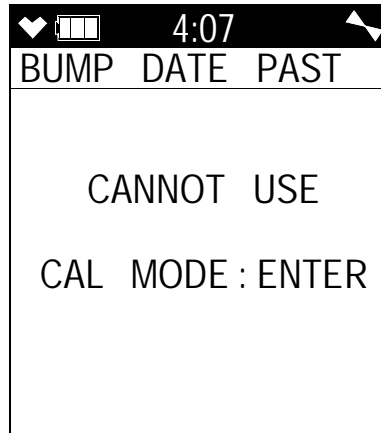 4:07
BUMP DATE PAST
CANNOT USE
CAL MODE : ENTER